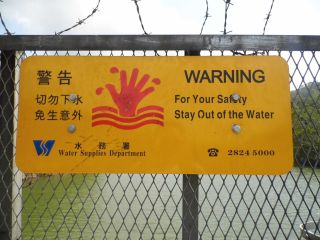 警告
切勿下水
免生意外
WARNING
For Your Safety
Stay Out of the Water
水務署
Water Supplies Department
☎ 2824 5000